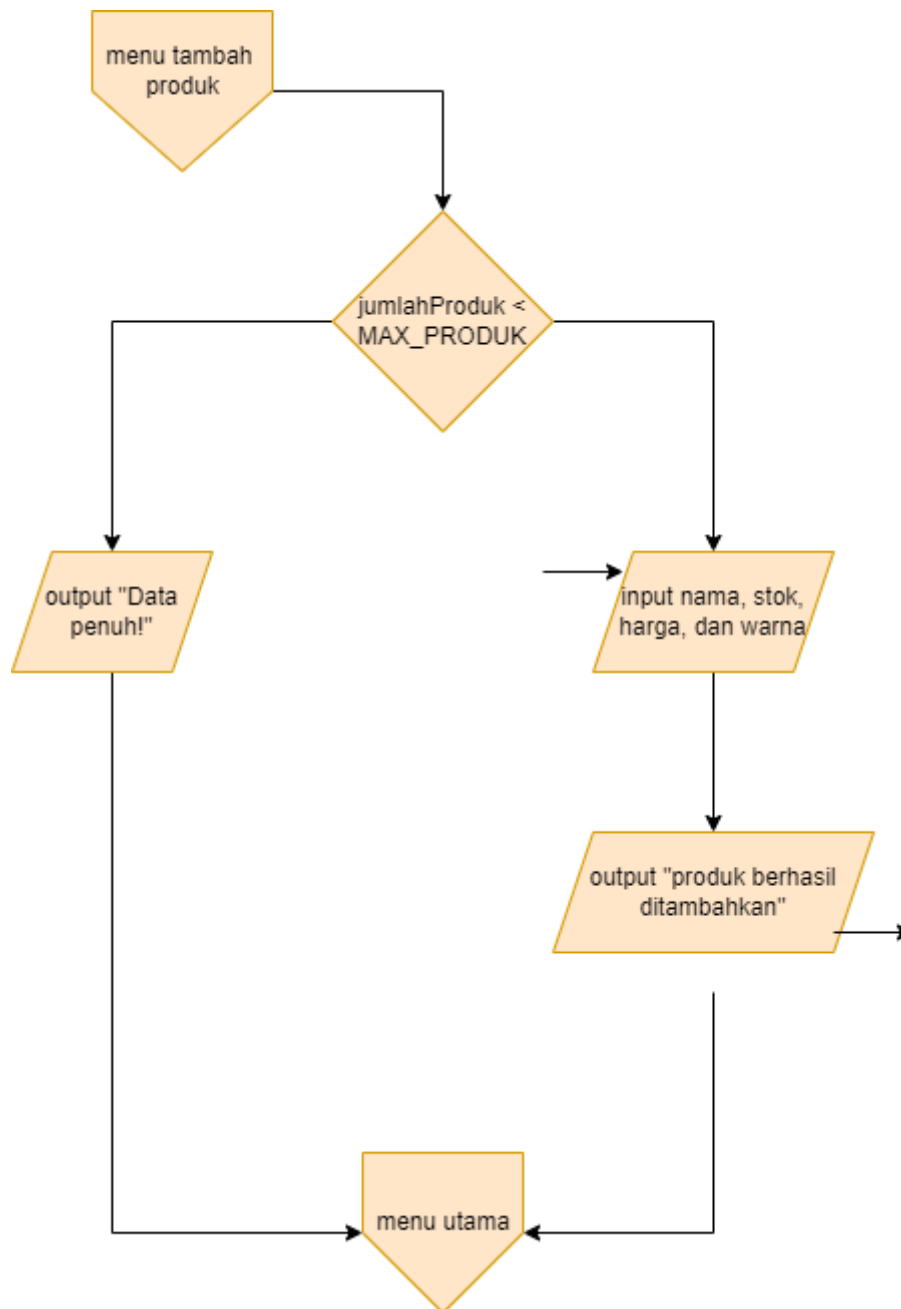 menu tambah
produk
jumlahProduk <
MAX_PRODUK
output "Data
penuh!"
input nama, stok,
harga, dan warna
output "produk berhasil
ditambahkan"
menu utama